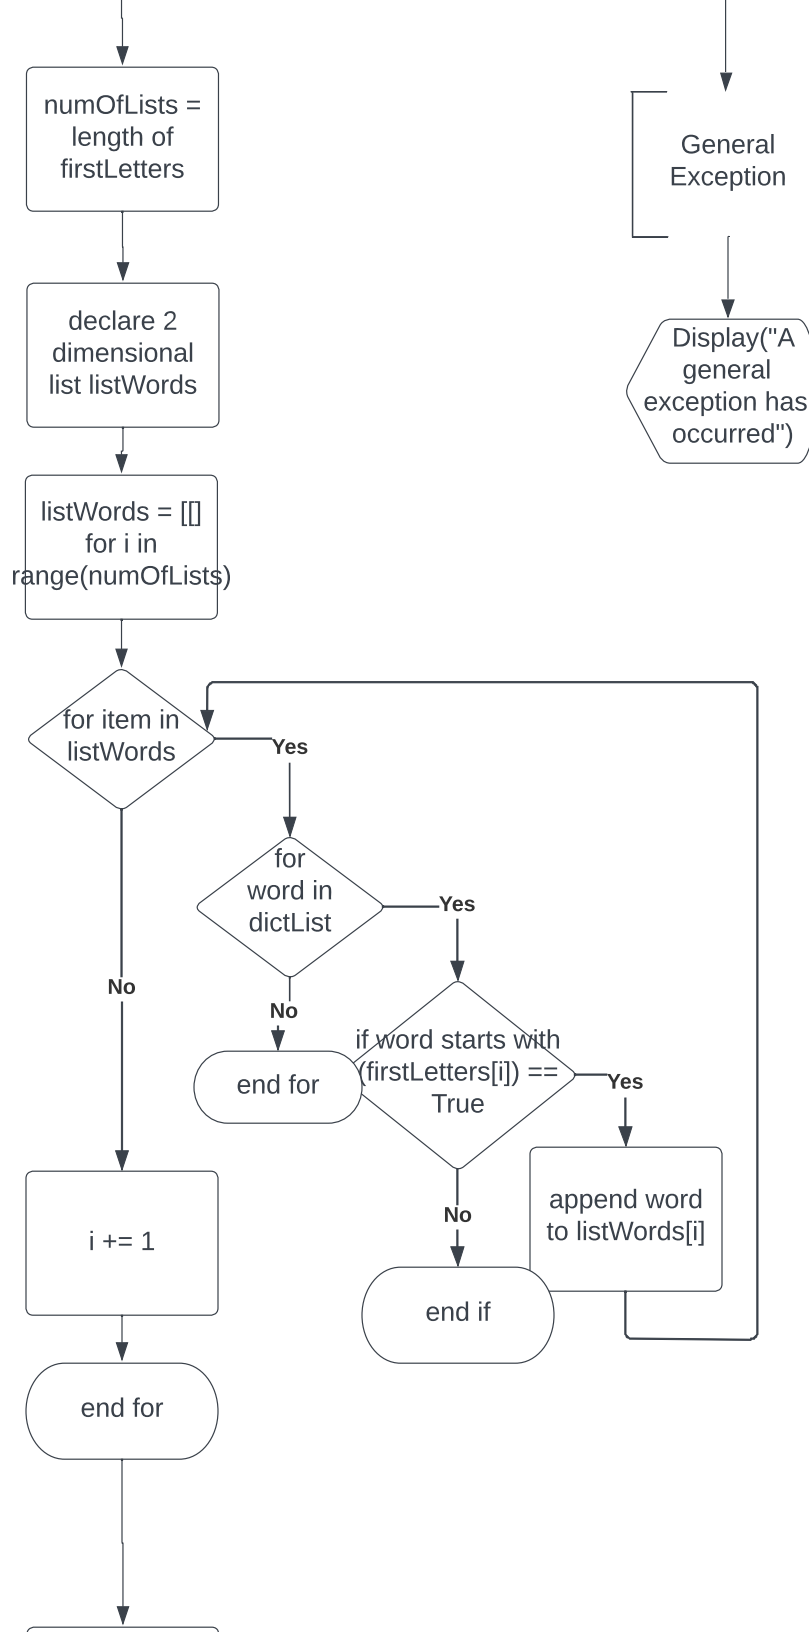 numOfLists =
length of
firstLetters
declare 2
dimensional
list listWords
listWords = [[]
for i in
range(numOfLists)
for item in
listWords
Yes
for
word in
dictList
Yes
No
No
end for
if word starts with
(firstLetters[i]) ==
True
Yes
append word
to listWords[i]
No
end if
i += 1
end for
General
Exception
Display("A
general
exception has
occurred")